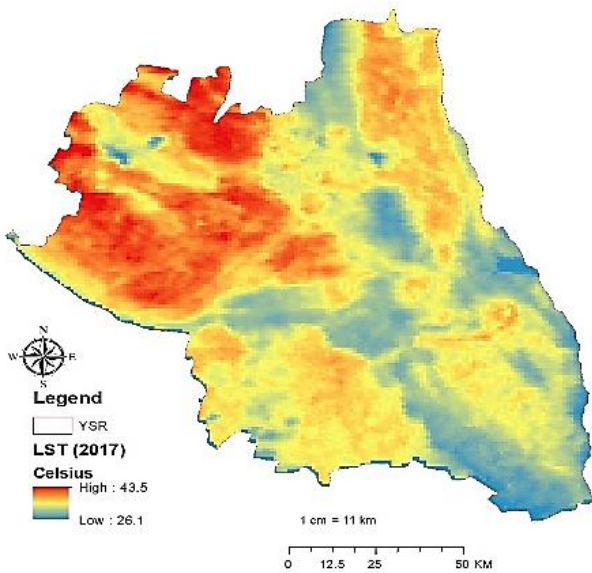 N
W E
S
Legend
YSR
LST (2017)
Celsius
High : 43.5
Low : 26.1
1 cm = 11 km
0 12.5 25 50 KM